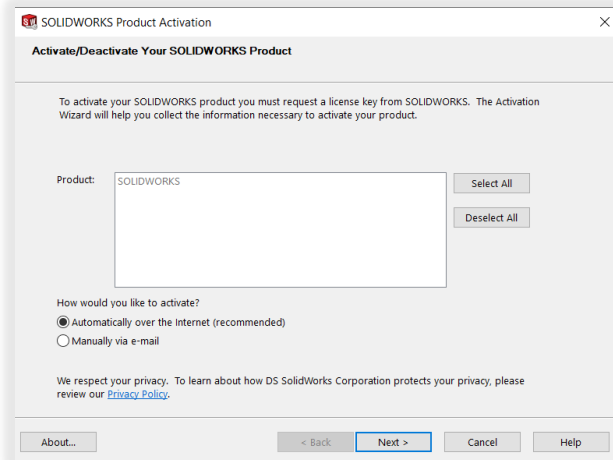 SOLIDWORKS Product Activation
Activate/Deactivate Your SOLIDWORKS Product
To activate your SOLIDWORKS product you must request a license key from SOLIDWORKS. The Activation
Wizard will help you collect the information necessary to activate your product.
Product:
SOLIDWORKS
Select All
Deselect All
How would you like to activate?
Automatically over the Internet (recommended)
Manually via e-mail
We respect your privacy. To learn about how DS SolidWorks Corporation protects your privacy, please
review our Privacy Policy.
About... < Back Next > Cancel Help